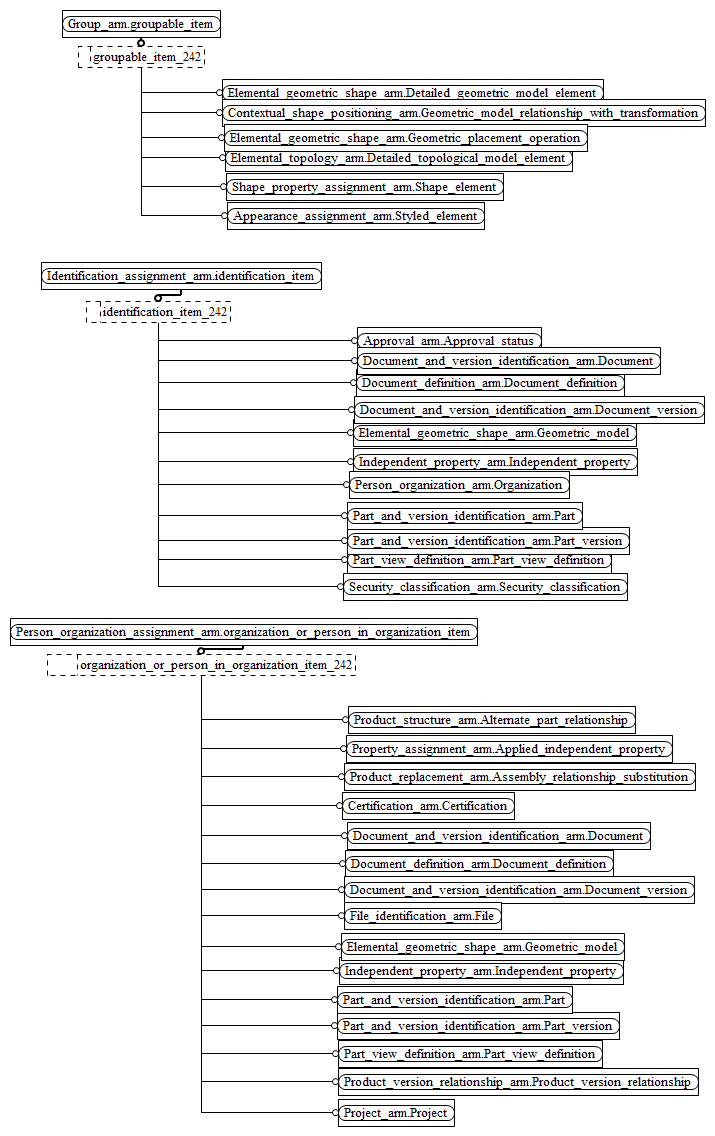 Group_arm.groupable_item
groupable_item_242
Elemental_geometric_shape_arm.Detailed_geometric_model_element
Contextual_shape_positioning_arm.Geometric_model_relationship_with_transformation
Elemental_geometric_shape_arm.Geometric_placement_operation
Elemental_topology_arm.Detailed_topological_model_element
Shape_property_assignment_arm.Shape_element
Appearance_assignment_arm.Styled_element
Identification_assignment_arm.identification_item
identification_item_242
Approval_arm.Approval_status
Document_and_version_identification_arm.Document
Document_definition_arm.Document_definition
Document_and_version_identification_arm.Document_version
Elemental_geometric_shape_arm.Geometric_model
Independent_property_arm.Independent_property
Person_organization_arm.Organization
Part_and_version_identification_arm.Part
Part_and_version_identification_arm.Part_version
Part_view_definition_arm.Part_view_definition
Security_classification_arm.Security_classification
Person_organization_assignment_arm.organization_or_person_in_organization_item
organization_or_person_in_organization_item_242
Product_structure_arm.Alternate_part_relationship
Property_assignment_arm.Applied_independent_property
Product_replacement_arm.Assembly_relationship_substitution
Certification_arm.Certification
Document_and_version_identification_arm.Document
Document_definition_arm.Document_definition
Document_and_version_identification_arm.Document_version
File_identification_arm.File
Elemental_geometric_shape_arm.Geometric_model
Independent_property_arm.Independent_property
Part_and_version_identification_arm.Part
Part_and_version_identification_arm.Part_version
Part_view_definition_arm.Part_view_definition
Product_version_relationship_arm.Product_version_relationship
Project_arm.Project